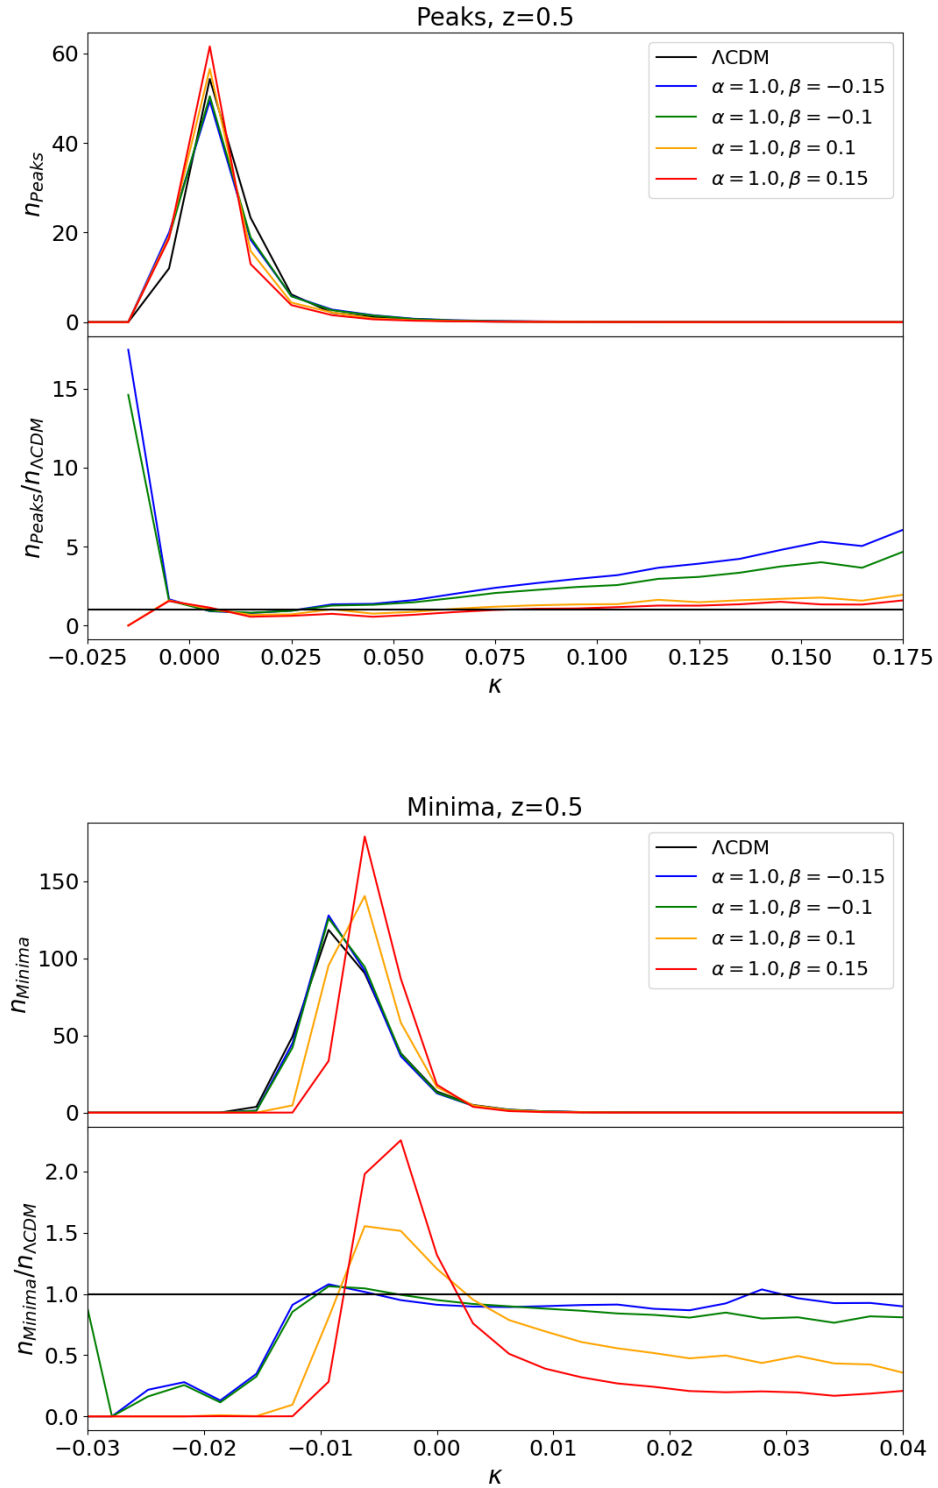 Peaks, z=0.5
60
40
20
0
n_Peaks
ΛCDM
α = 1.0, β = −0.15
α = 1.0, β = −0.1
α = 1.0, β = 0.1
α = 1.0, β = 0.15
15
10
5
0
n_Peaks/n_ΛCDM
−0.025 0.000 0.025 0.050 0.075 0.100 0.125 0.150 0.175
κ
Minima, z=0.5
150
100
50
0
n_Minima
ΛCDM
α = 1.0, β = −0.15
α = 1.0, β = −0.1
α = 1.0, β = 0.1
α = 1.0, β = 0.15
2.0
1.5
1.0
0.5
0.0
n_Minima/n_ΛCDM
−0.03 −0.02 −0.01 0.00 0.01 0.02 0.03 0.04
κ